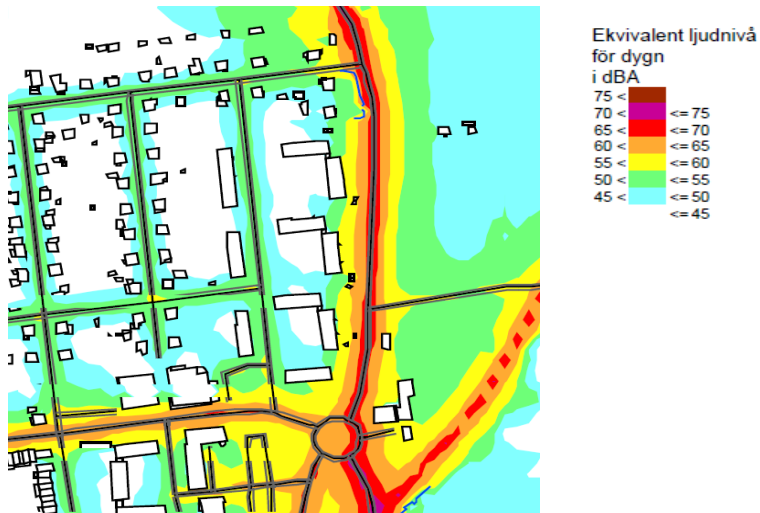 Ekvivalent ljudnivå
för dygn
i dBA
75 <
70 < <= 75
65 < <= 70
60 < <= 65
55 < <= 60
50 < <= 55
45 < <= 50
<= 45